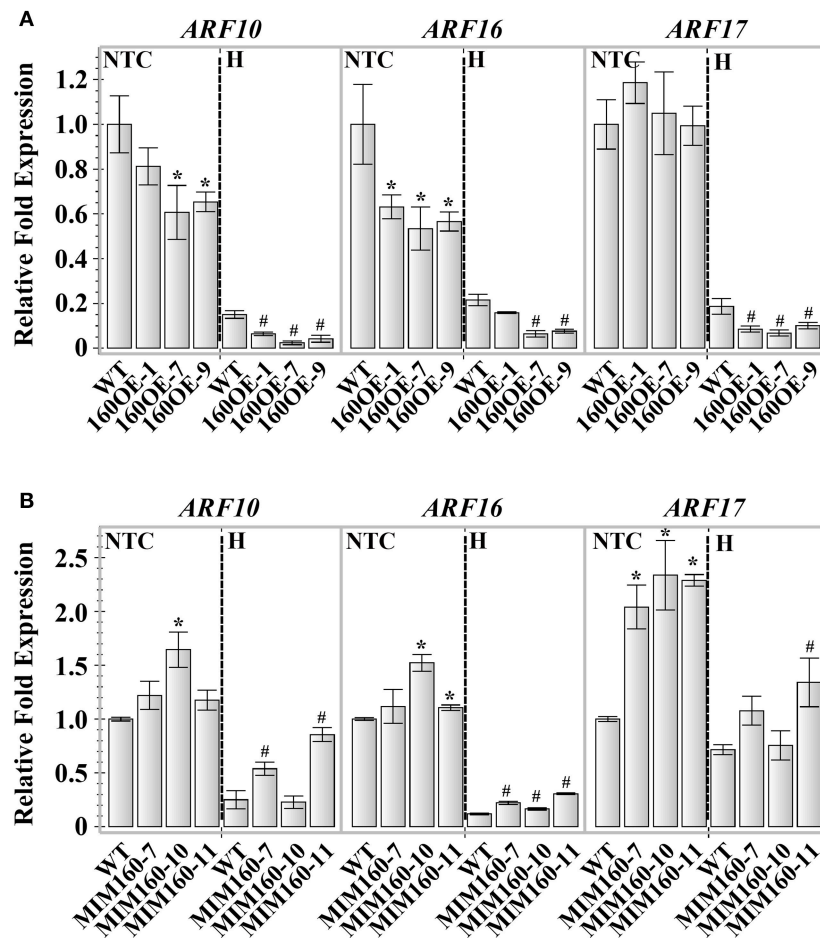 A
ARF10 ARF16 ARF17
NTC H NTC H NTC H
Relative Fold Expression
1.2
1.0
0.8
0.6
0.4
0.2
0
* *
* * *
# # #
# #
# # #
WT 160OE-1 160OE-7 160OE-9 WT 160OE-1 160OE-7 160OE-9 WT 160OE-1 160OE-7 160OE-9 WT 160OE-1 160OE-7 160OE-9 WT 160OE-1 160OE-7 160OE-9 WT 160OE-1 160OE-7 160OE-9
B
ARF10 ARF16 ARF17
NTC H NTC H NTC H
Relative Fold Expression
2.5
2.0
1.5
1.0
0.5
0
*
# #
* *
# # #
* * *
#
WT MIM160-7 MIM160-10 MIM160-11 WT MIM160-7 MIM160-10 MIM160-11 WT MIM160-7 MIM160-10 MIM160-11 WT MIM160-7 MIM160-10 MIM160-11 WT MIM160-7 MIM160-10 MIM160-11 WT MIM160-7 MIM160-10 MIM160-11